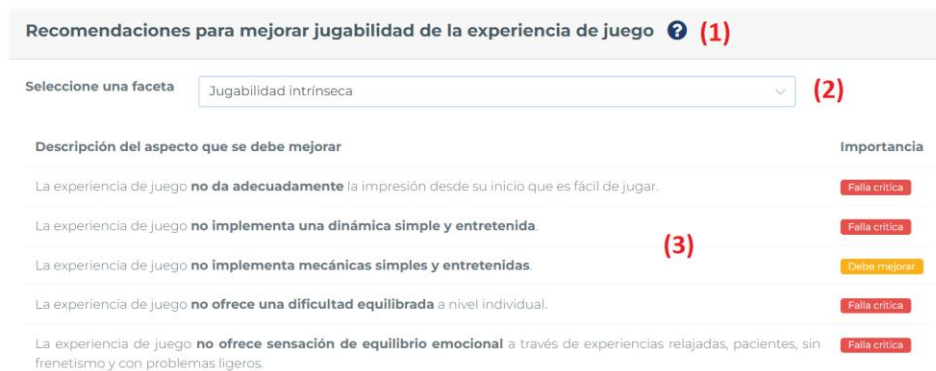 Recomendaciones para mejorar jugabilidad de la experiencia de juego ? (1)
Seleccione una faceta Jugabilidad intrínseca (2)
Descripción del aspecto que se debe mejorar Importancia
La experiencia de juego no da adecuadamente la impresión desde su inicio que es fácil de jugar. Falla crítica
La experiencia de juego no implementa una dinámica simple y entretenida. Falla crítica
(3)
La experiencia de juego no implementa mecánicas simples y entretenidas. Debe mejorar
La experiencia de juego no ofrece una dificultad equilibrada a nivel individual. Falla crítica
La experiencia de juego no ofrece sensación de equilibrio emocional a través de experiencias relajadas, pacientes, sin Falla crítica
frenetismo y con problemas ligeros.